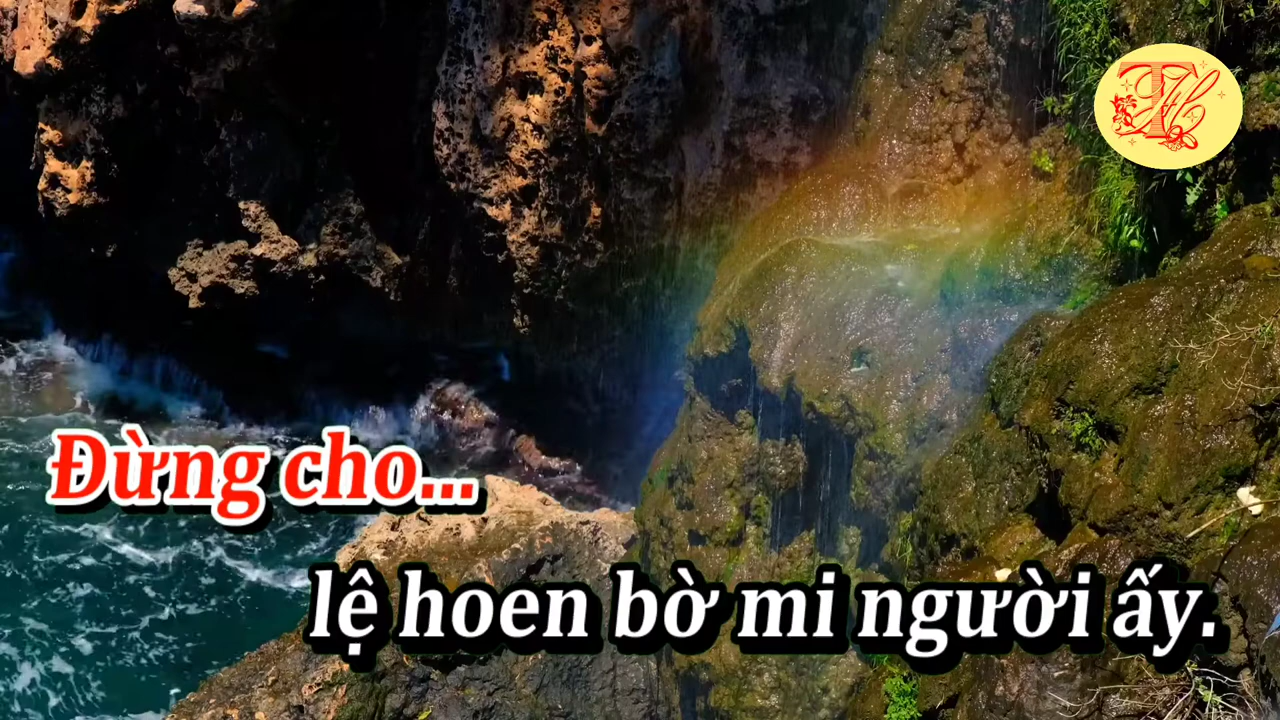 Đừng cho...
lệ hoen bờ mi người ấy.